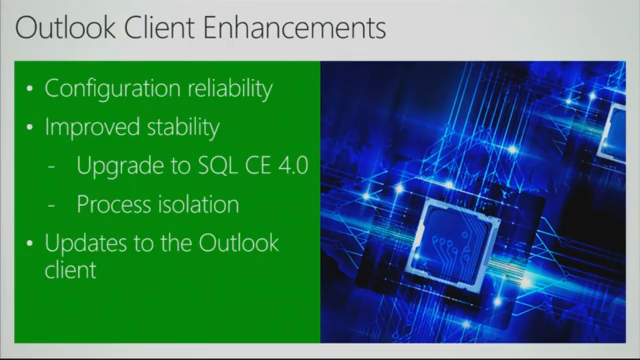 Outlook Client Enhancements
• Configuration reliability
• Improved stability
- Upgrade to SQL CE 4.0
- Process isolation
• Updates to the Outlook
client